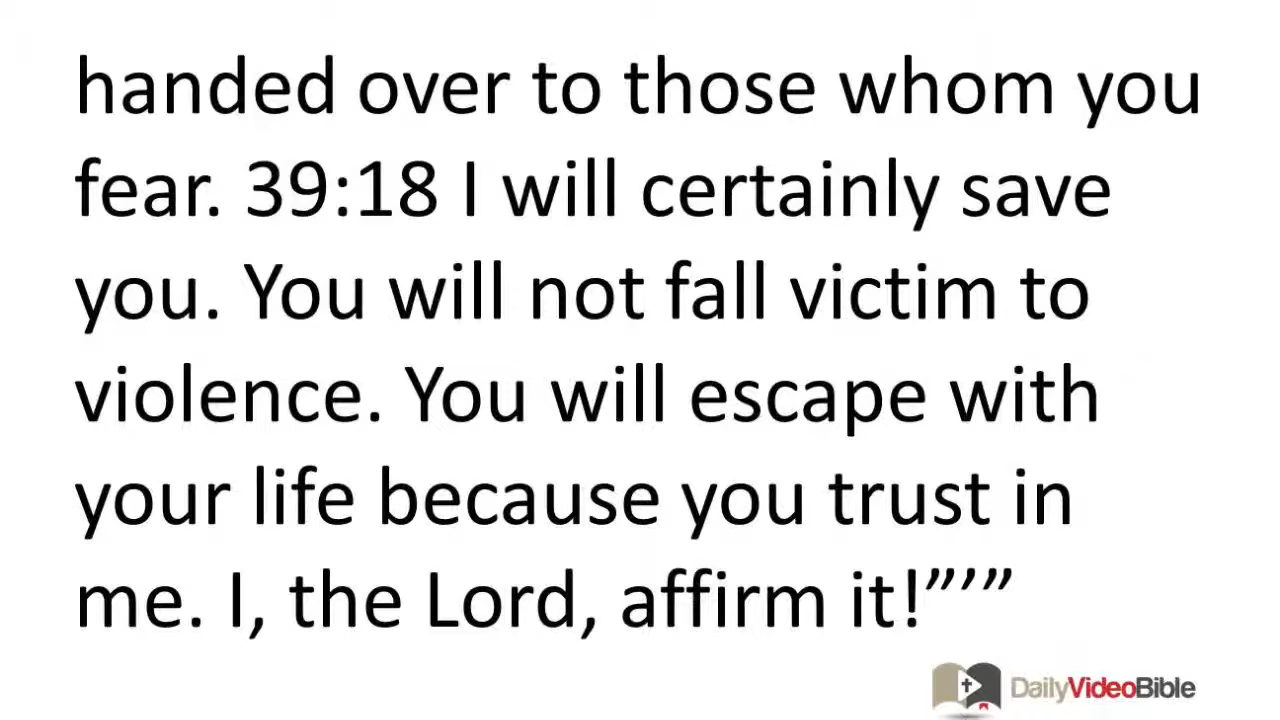 handed over to those whom you
fear. 39:18 I will certainly save
you. You will not fall victim to
violence. You will escape with
your life because you trust in
me. I, the Lord, affirm it!”’”
DailyVideoBible